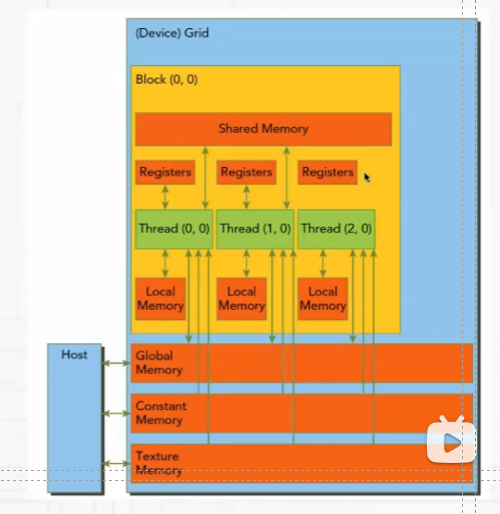 (Device) Grid
Block (0, 0)
Shared Memory
Registers Registers Registers
Thread (0, 0) Thread (1, 0) Thread (2, 0)
Local Local Local
Memory Memory Memory
Host
Global
Memory
Constant
Memory
Texture
Memory